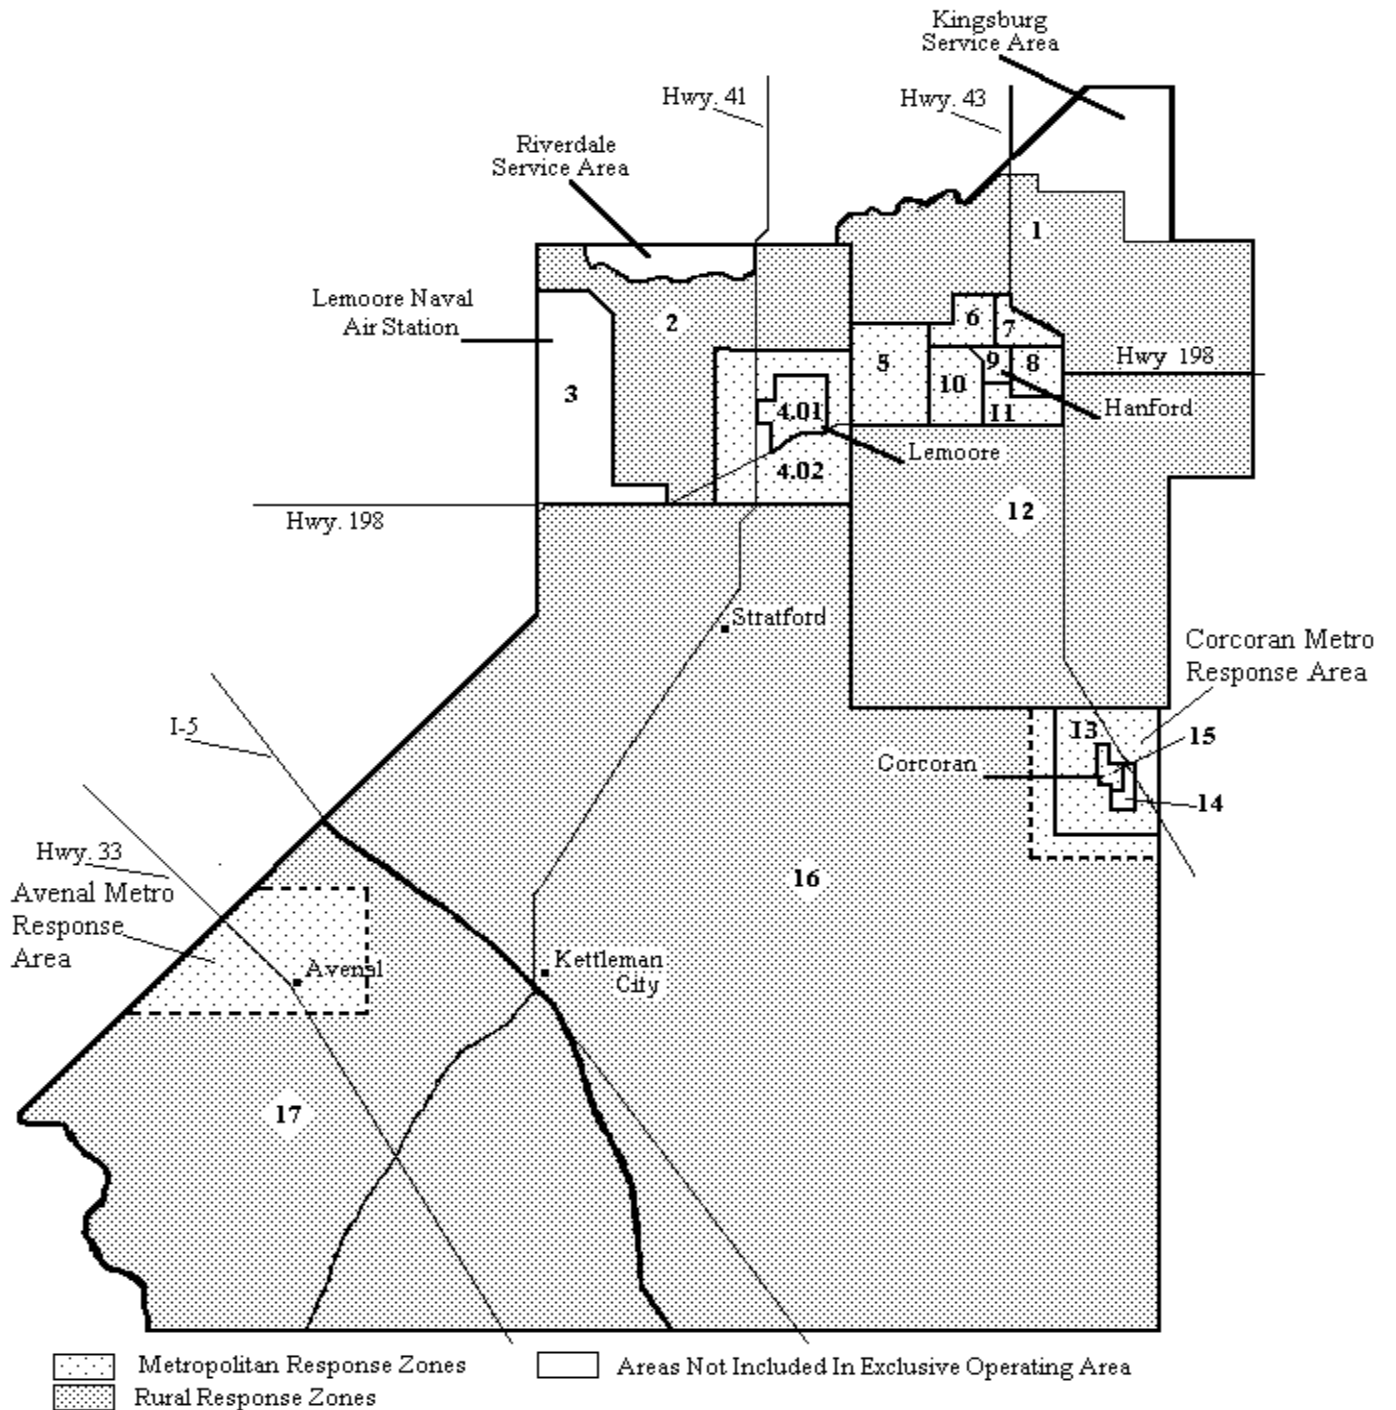 Kingsburg
Service Area
Hwy. 41
Hwy. 43
Riverdale
Service Area
1
Lemoore Naval
Air Station
2
6
7
3
5
9
8
Hwy 198
10
4.01
11
Hanford
Lemoore
4.02
Hwy. 198
12
Stratford
Corcoran Metro
Response Area
I-5
13
15
Corcoran
14
Hwy. 33
16
Avenal Metro
Response
Area
Avenal
Kettleman
City
17
Metropolitan Response Zones
Areas Not Included In Exclusive Operating Area
Rural Response Zones